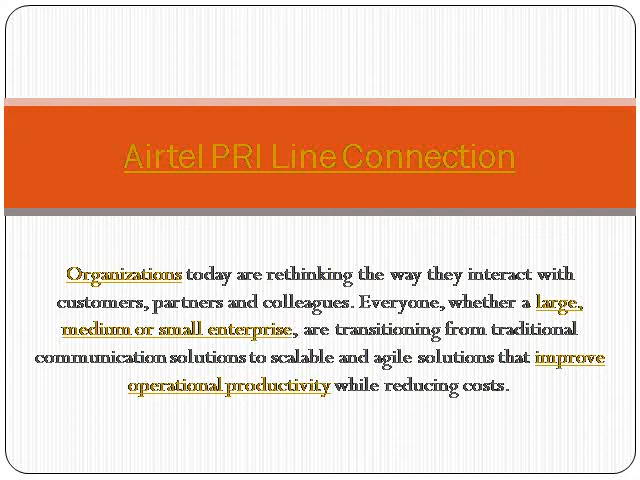 Airtel PRI Line Connection
Organizations today are rethinking the way they interact with
customers, partners and colleagues. Everyone, whether a large,
medium or small enterprise, are transitioning from traditional
communication solutions to scalable and agile solutions that improve
operational productivity while reducing costs.